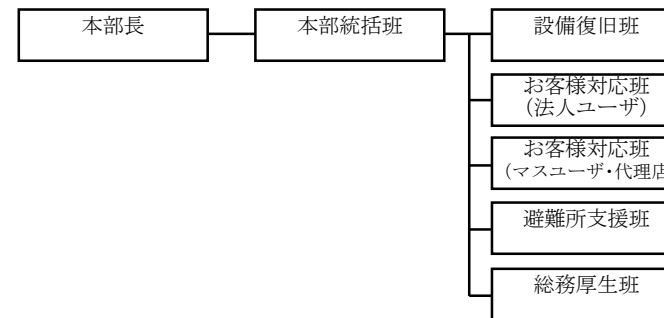 本部長
本部統括班
設備復旧班
お客様対応班
(法人ユーザ)
お客様対応班
(マスユーザ・代理店
避難所支援班
総務厚生班